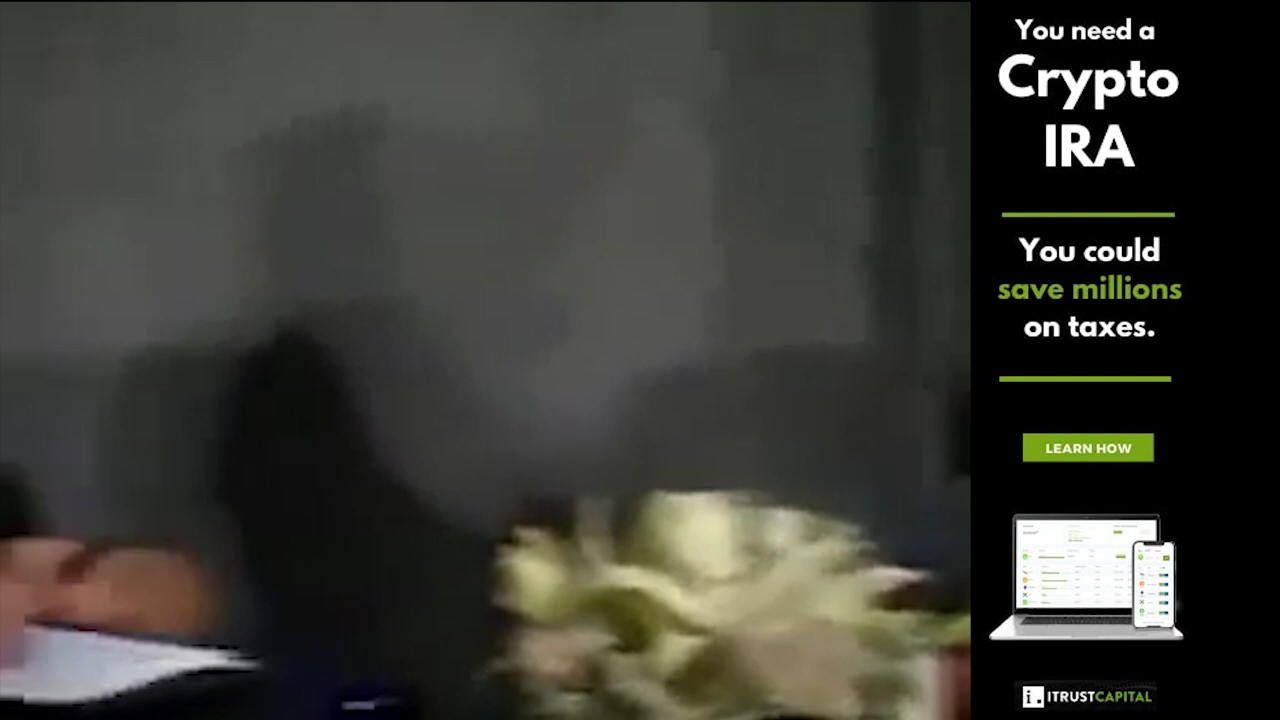 You need a
Crypto
IRA
You could
save millions
on taxes.
LEARN HOW
i. ITRUSTCAPITAL